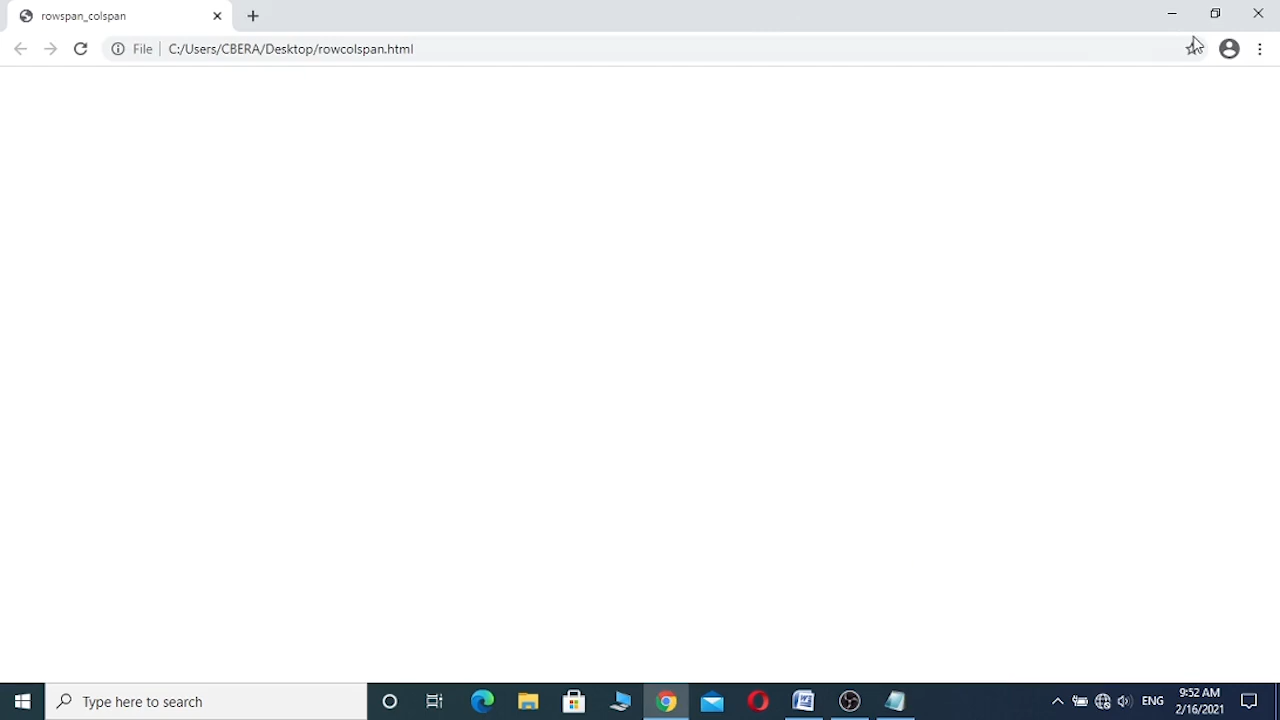 rowspan_colspan
File C:/Users/CBERA/Desktop/rowcolspan.html
Type here to search
ENG
9:52 AM
2/16/2021